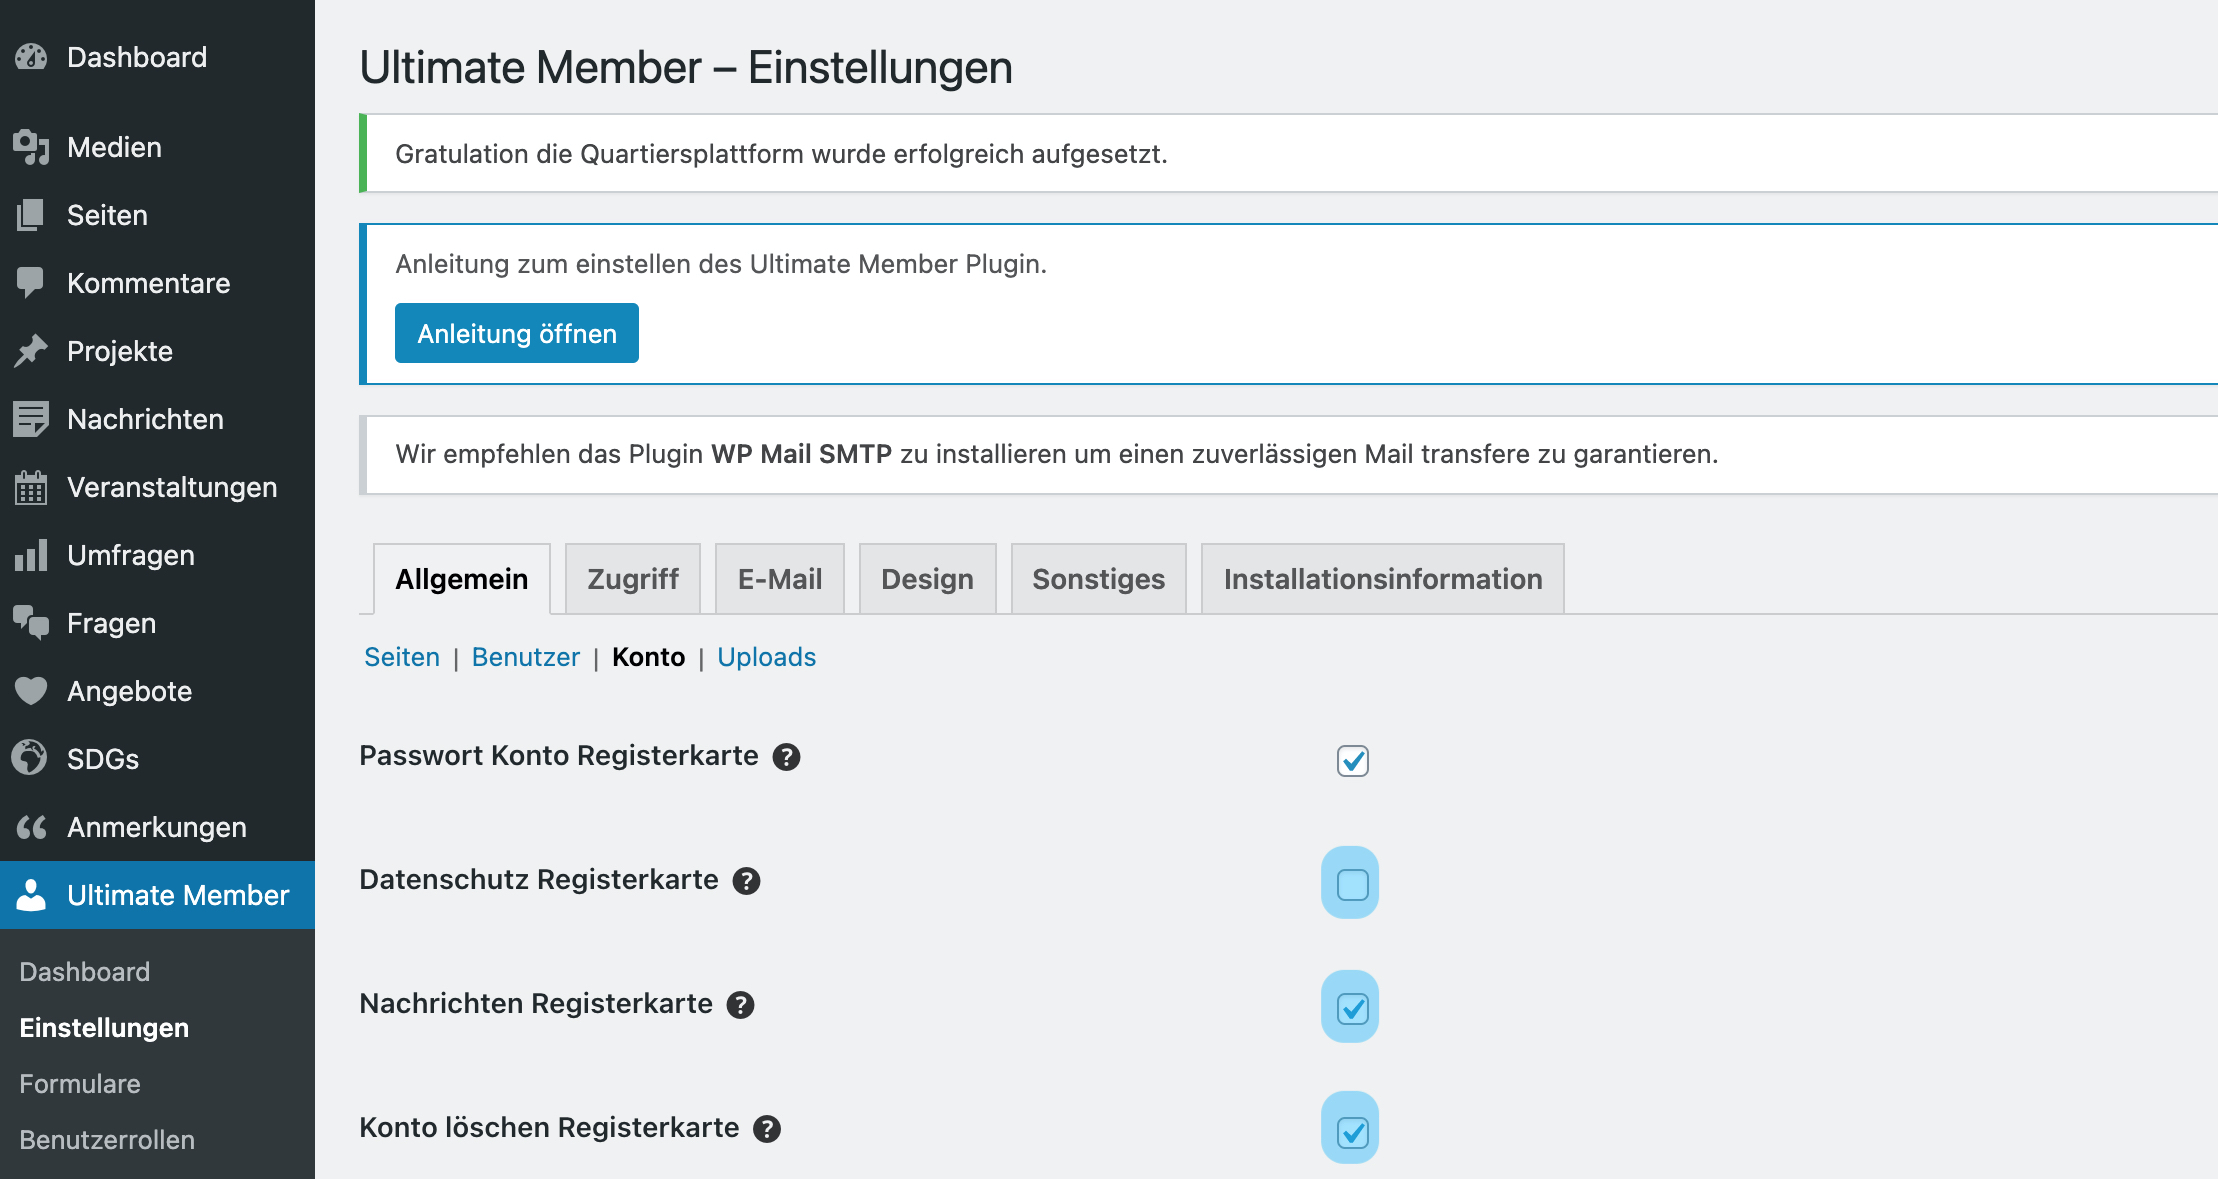 Dashboard
Medien
Seiten
Kommentare
Projekte
Nachrichten
Veranstaltungen
Umfragen
Fragen
Angebote
SDGs
Anmerkungen
Ultimate Member
Dashboard
Einstellungen
Formulare
Benutzerrollen
Ultimate Member – Einstellungen
Gratulation die Quartiersplattform wurde erfolgreich aufgesetzt.
Anleitung zum einstellen des Ultimate Member Plugin.
Anleitung öffnen
Wir empfehlen das Plugin WP Mail SMTP zu installieren um einen zuverlässigen Mail transfere zu garantieren.
Allgemein Zugriff E-Mail Design Sonstiges Installationsinformation
Seiten | Benutzer | Konto | Uploads
Passwort Konto Registerkarte ?
Datenschutz Registerkarte ?
Nachrichten Registerkarte ?
Konto löschen Registerkarte ?